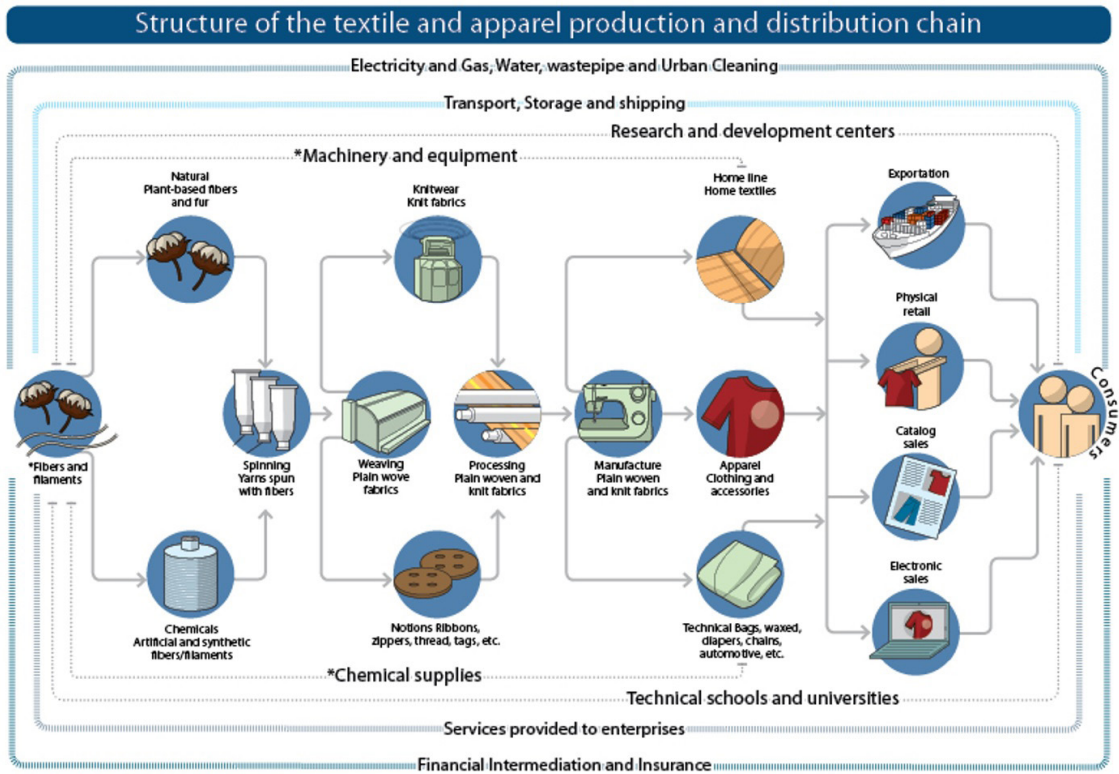 Structure of the textile and apparel production and distribution chain
Electricity and Gas, Water, wastepipe and Urban Cleaning
Transport, Storage and shipping
Research and development centers
*Machinery and equipment
Natural
Plant-based fibers
and fur
Knitwear
Knit fabrics
Home line
Home textiles
Exportation
Physical
retail
Consumers
*Fibers and
filaments
Spinning
Yarns spun
with fibers
Weaving
Plain wove
fabrics
Processing
Plain woven and
knit fabrics
Manufacture
Plain woven
and knit fabrics
Apparel
Clothing and
accessories
Catalog
sales
Electronic
sales
Chemicals
Artificial and synthetic
fibers/filaments
Notions Ribbons,
zippers, thread, tags, etc.
Technical Bags, waxed,
diapers, chains,
automotive, etc.
*Chemical supplies
Technical schools and universities
Services provided to enterprises
Financial Intermediation and Insurance